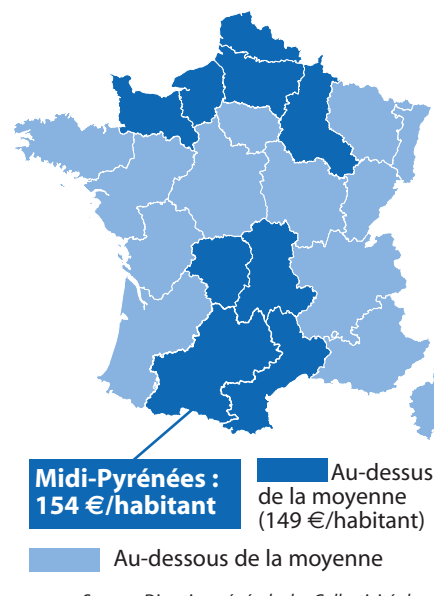 Midi-Pyrénées :
154 €/habitant
Au-dessus
de la moyenne
(149 €/habitant)
Au-dessous de la moyenne